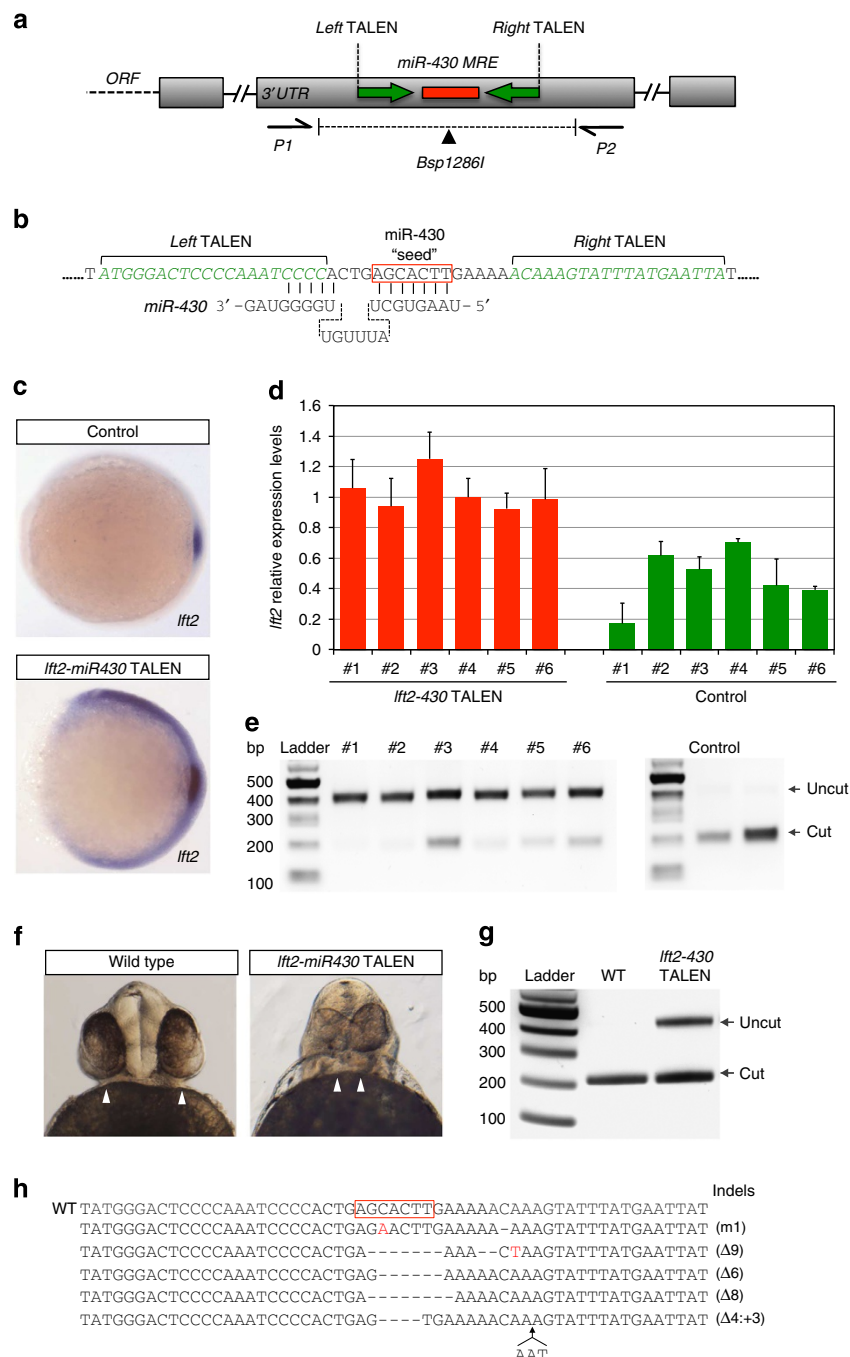 a
Left TALEN
Right TALEN
miR-430 MRE
ORF
3′UTR
P1
P2
Bsp1286I
b
Left TALEN
miR-430
“seed”
Right TALEN
......TATGGGACTCCCCAAATCCCCACTGAGCACTTGAAAAACAAAGTATTTATGAATTAT......
miR-430 3′ -GAUGGGGU UCGUGAAU- 5′
UGUUUA
c
Control
lft2
lft2-miR430 TALEN
lft2
d
lft2 relative expression levels
1.6
1.4
1.2
1
0.8
0.6
0.4
0.2
0
#1 #2 #3 #4 #5 #6 #1 #2 #3 #4 #5 #6
lft2-430 TALEN
Control
e
bp Ladder #1 #2 #3 #4 #5 #6
Control
500
400
300
200
100
Uncut
Cut
f
Wild type
lft2-miR430 TALEN
g
bp Ladder WT
lft2-430
TALEN
500
400
300
200
100
Uncut
Cut
h
Indels
WT TATGGGACTCCCCAAATCCCCACTGAGCACTTGAAAAACAAAGTATTTATGAATTAT
TATGGGACTCCCCAAATCCCCACTGAGAACTTGAAAAA-AAAGTATTTATGAATTAT (m1)
TATGGGACTCCCCAAATCCCCACTGA-------AAA--CTAAGTATTTATGAATTAT (Δ9)
TATGGGACTCCCCAAATCCCCACTGAG------AAAAACAAAGTATTTATGAATTAT (Δ6)
TATGGGACTCCCCAAATCCCCACTGA-------AAAAACAAAGTATTTATGAATTAT (Δ8)
TATGGGACTCCCCAAATCCCCACTGAG----TGAAAAACAAAGTATTTATGAATTAT (Δ4:+3)
AAT